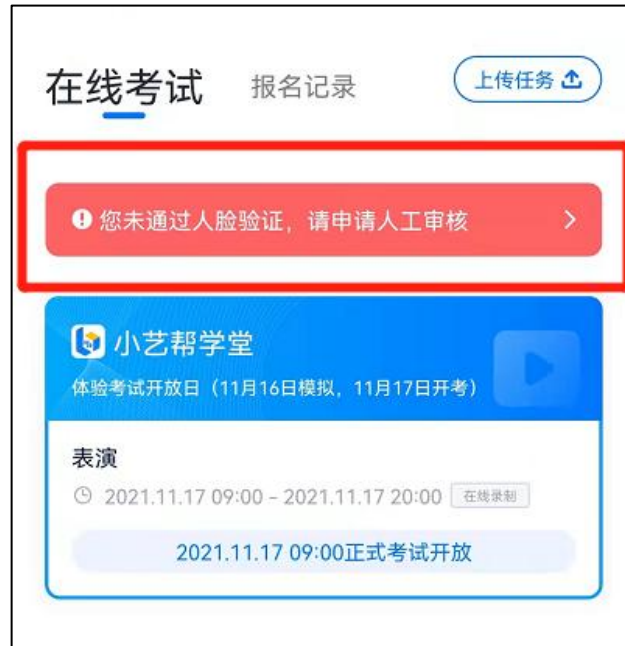 在线考试
报名记录
上传任务
您未通过人脸验证，请申请人工审核
小艺帮学堂
体验考试开放日（11月16日模拟，11月17日开考）
表演
2021.11.17 09:00 - 2021.11.17 20:00 在线录制
2021.11.17 09:00正式考试开放